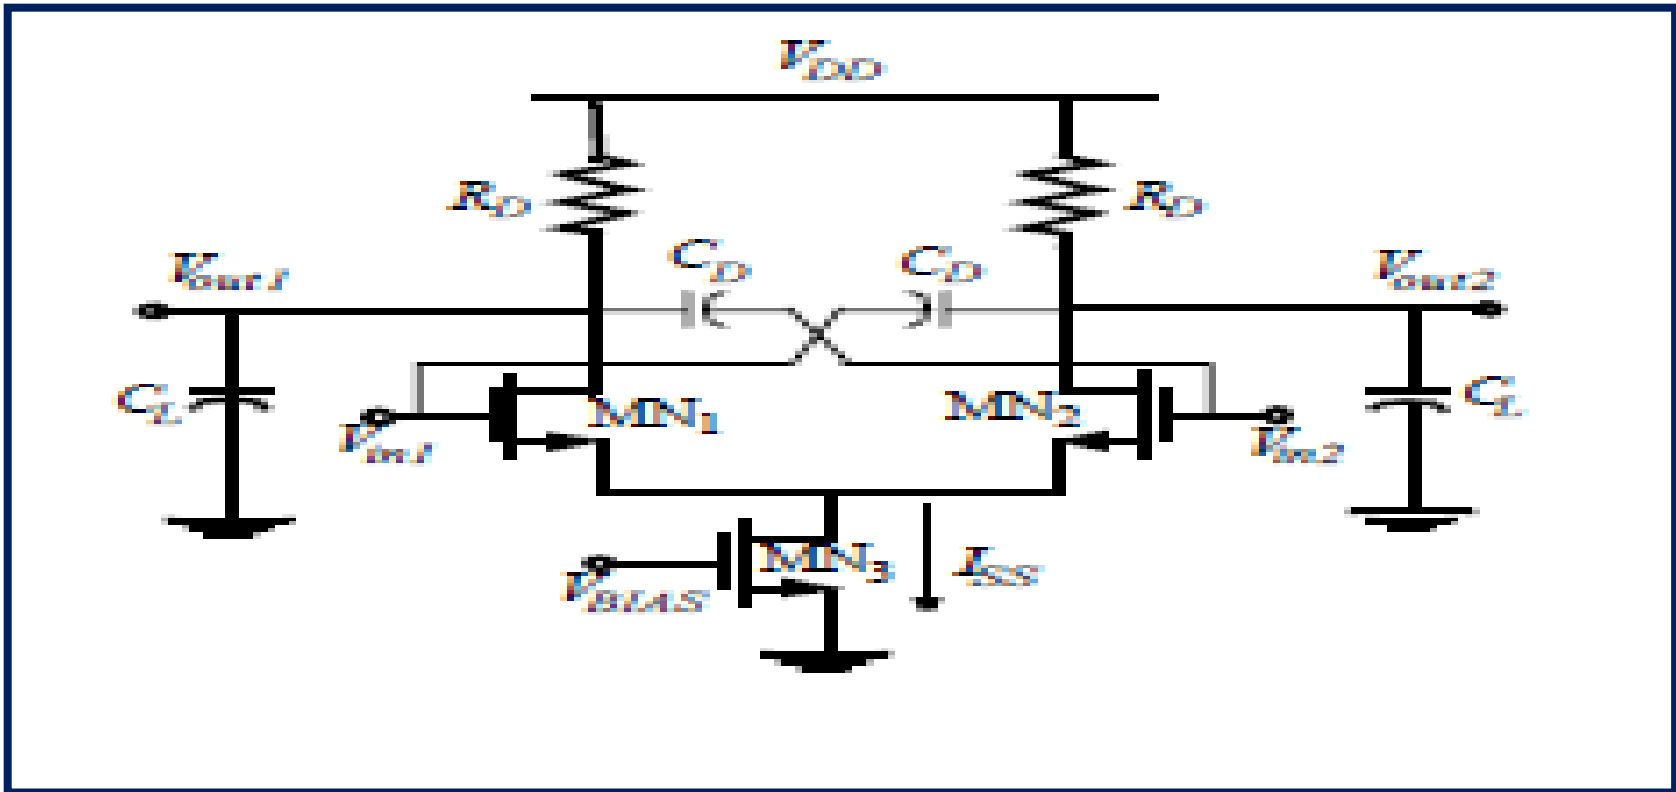 VDD
RD
RD
CD
CD
Vout1
Vout2
CL
MN1
MN2
CL
Vin1
Vin2
MN3
ISS
VBIAS